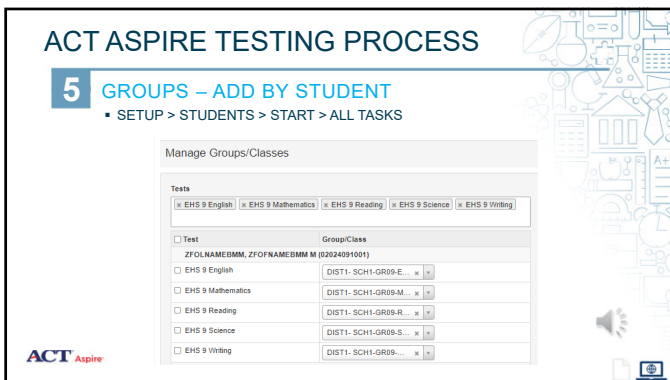 ACT ASPIRE TESTING PROCESS
5 GROUPS – ADD BY STUDENT
▪ SETUP > STUDENTS > START > ALL TASKS
Manage Groups/Classes
Tests
× EHS 9 English × EHS 9 Mathematics × EHS 9 Reading × EHS 9 Science × EHS 9 Writing
Test Group/Class
ZFOLNAMEBMM, ZFOFNAMEBMM M (02024091001)
EHS 9 English DIST1- SCH1-GR09-E... ×
EHS 9 Mathematics DIST1- SCH1-GR09-M... ×
EHS 9 Reading DIST1- SCH1-GR09-R... ×
EHS 9 Science DIST1- SCH1-GR09-S... ×
EHS 9 Writing DIST1- SCH1-GR09-... ×
ACT Aspire
A+